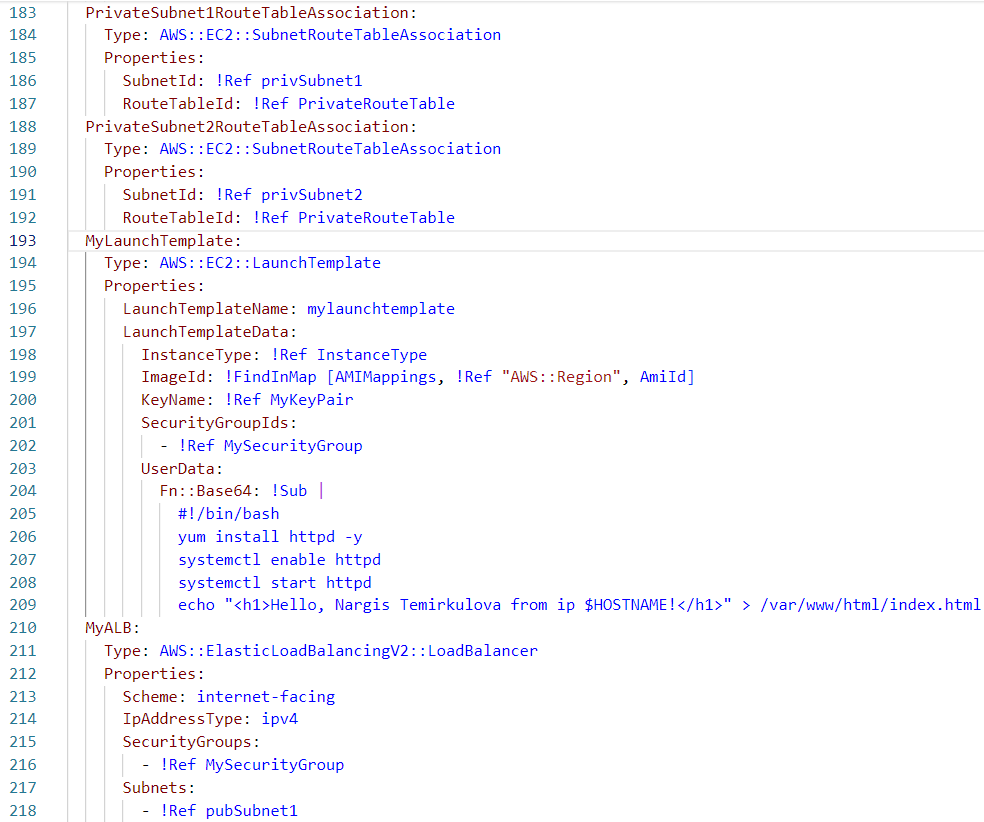 183 PrivateSubnet1RouteTableAssociation:
184 Type: AWS::EC2::SubnetRouteTableAssociation
185 Properties:
186 SubnetId: !Ref privSubnet1
187 RouteTableId: !Ref PrivateRouteTable
188 PrivateSubnet2RouteTableAssociation:
189 Type: AWS::EC2::SubnetRouteTableAssociation
190 Properties:
191 SubnetId: !Ref privSubnet2
192 RouteTableId: !Ref PrivateRouteTable
193 MyLaunchTemplate:
194 Type: AWS::EC2::LaunchTemplate
195 Properties:
196 LaunchTemplateName: mylaunchtemplate
197 LaunchTemplateData:
198 InstanceType: !Ref InstanceType
199 ImageId: !FindInMap [AMIMappings, !Ref "AWS::Region", AmiId]
200 KeyName: !Ref MyKeyPair
201 SecurityGroupIds:
202 - !Ref MySecurityGroup
203 UserData:
204 Fn::Base64: !Sub |
205 #!/bin/bash
206 yum install httpd -y
207 systemctl enable httpd
208 systemctl start httpd
209 echo "<h1>Hello, Nargis Temirkulova from ip $HOSTNAME!</h1>" > /var/www/html/index.html
210 MyALB:
211 Type: AWS::ElasticLoadBalancingV2::LoadBalancer
212 Properties:
213 Scheme: internet-facing
214 IpAddressType: ipv4
215 SecurityGroups:
216 - !Ref MySecurityGroup
217 Subnets:
218 - !Ref pubSubnet1